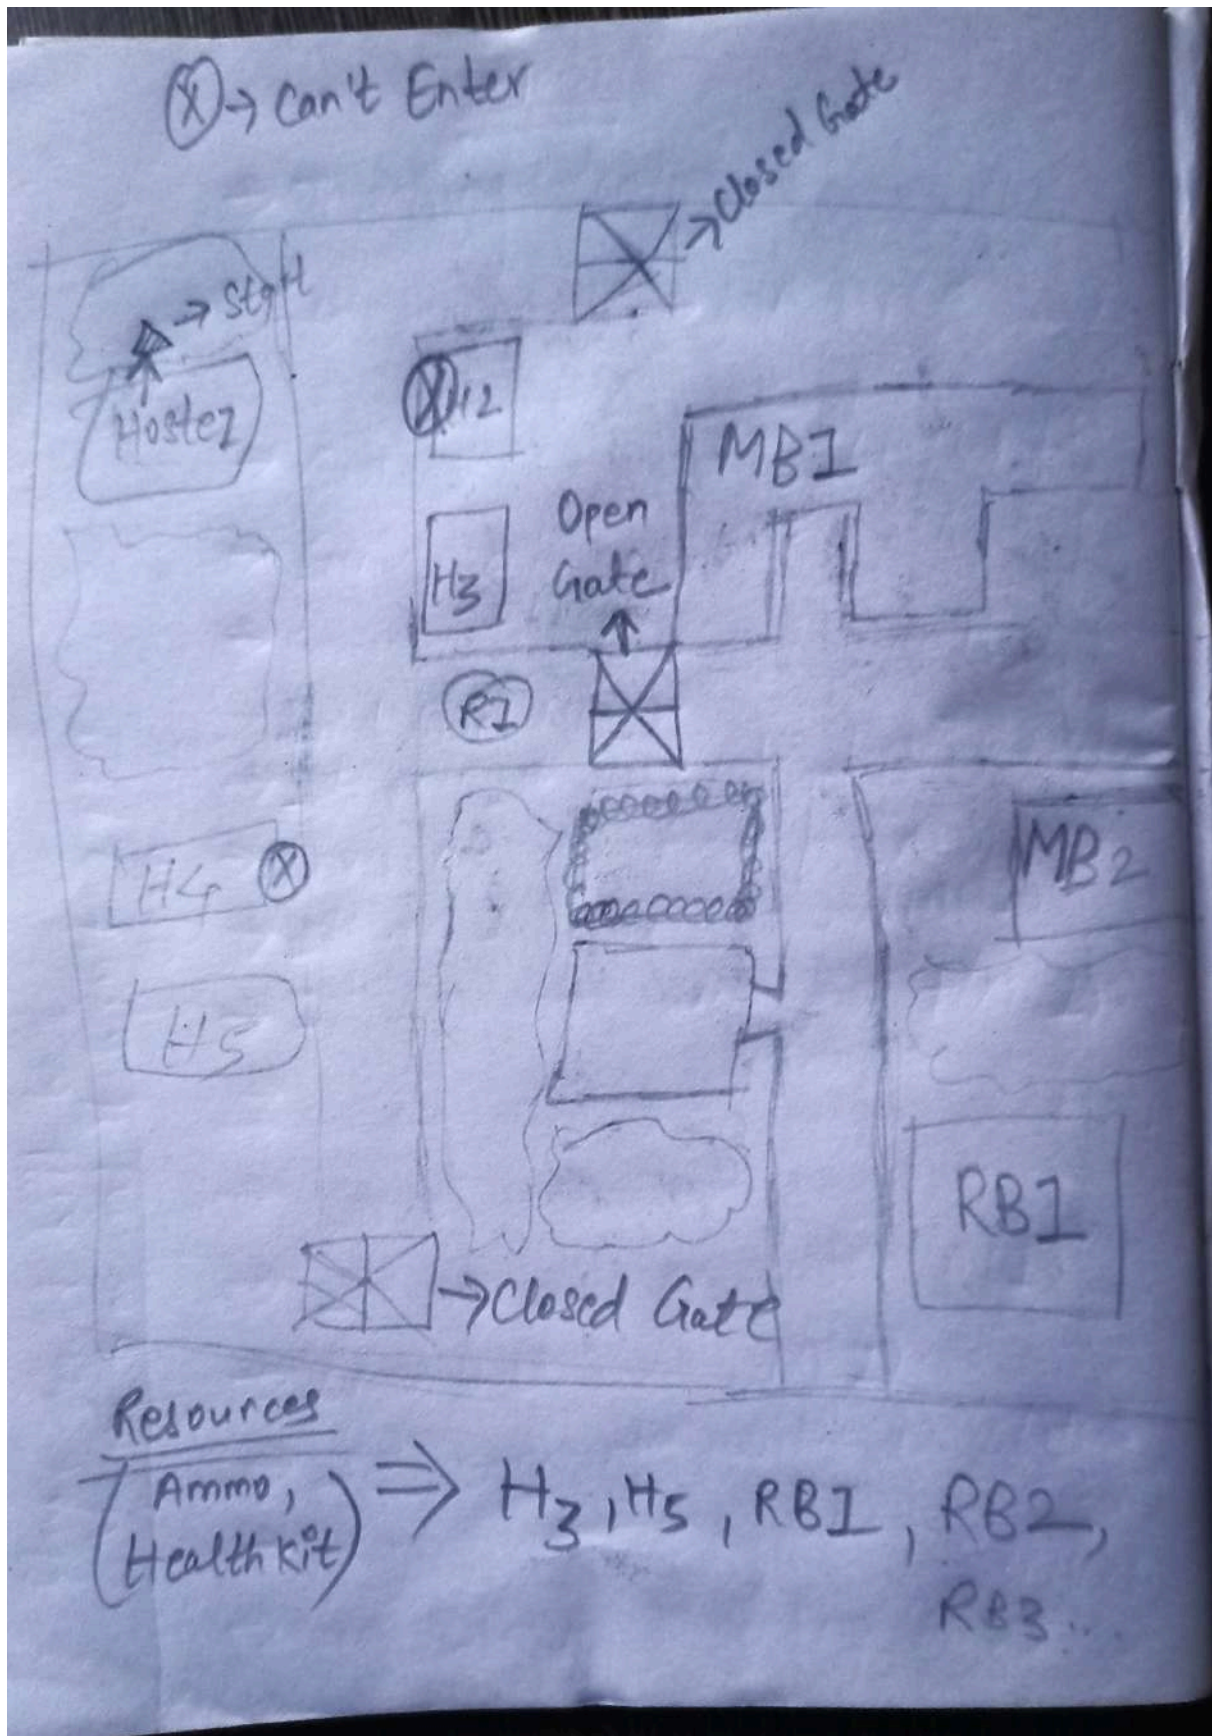 Ⓧ→ Can't Enter
→ Closed Gate
→ Start
Hostel
Ⓧ H2
MB1
Open
Gate
H3
R1
H4 Ⓧ
MB2
H5
RB1
→ Closed Gate
Resources
(Ammo,
Health kit) ⇒ H3, H5, RB1, RB2,
RB3...